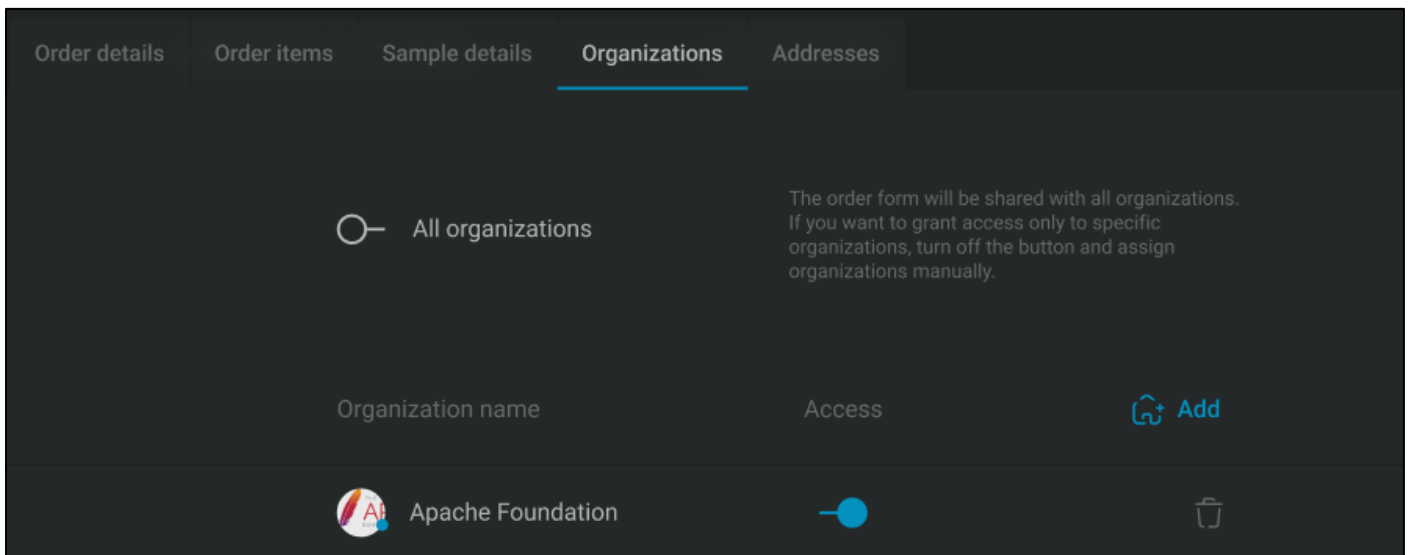 Order details Order items Sample details Organizations Addresses
All organizations
The order form will be shared with all organizations.
If you want to grant access only to specific
organizations, turn off the button and assign
organizations manually.
Organization name Access Add
Apache Foundation